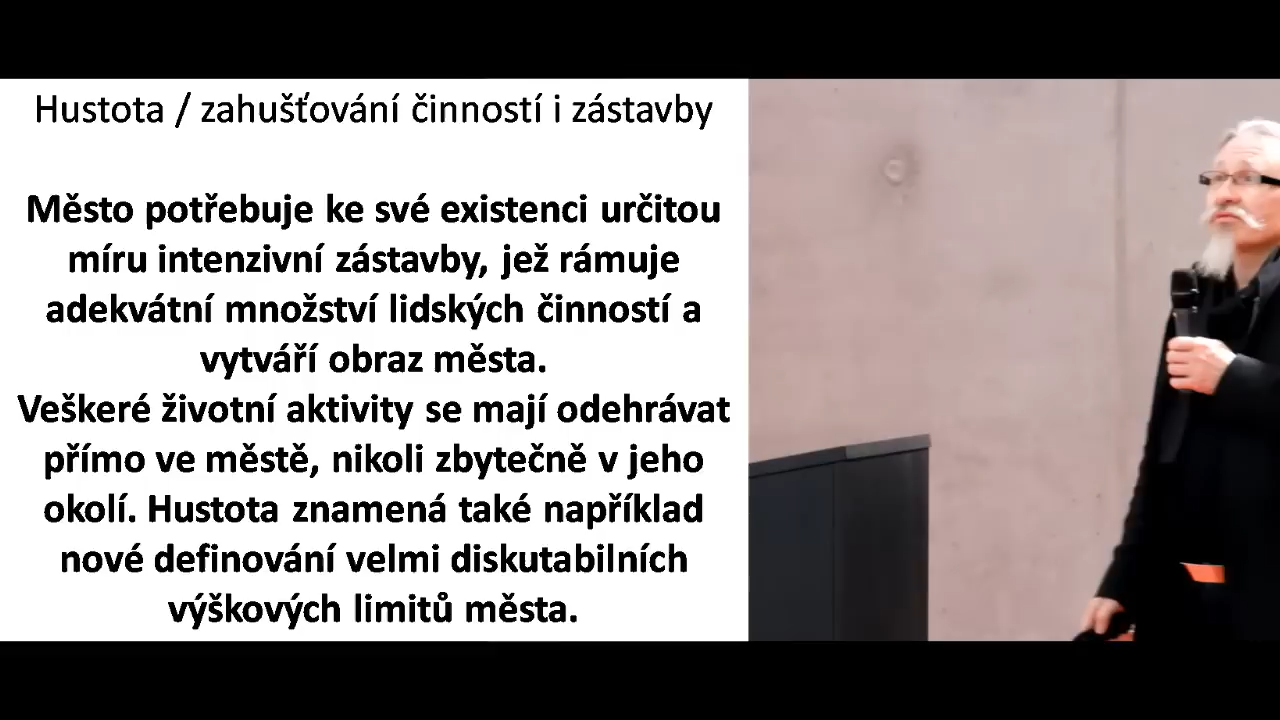 Hustota / zahušťování činností i zástavby
Město potřebuje ke své existenci určitou
míru intenzivní zástavby, jež rámuje
adekvátní množství lidských činností a
vytváří obraz města.
Veškeré životní aktivity se mají odehrávat
přímo ve městě, nikoli zbytečně v jeho
okolí. Hustota znamená také například
nové definování velmi diskutabilních
výškových limitů města.